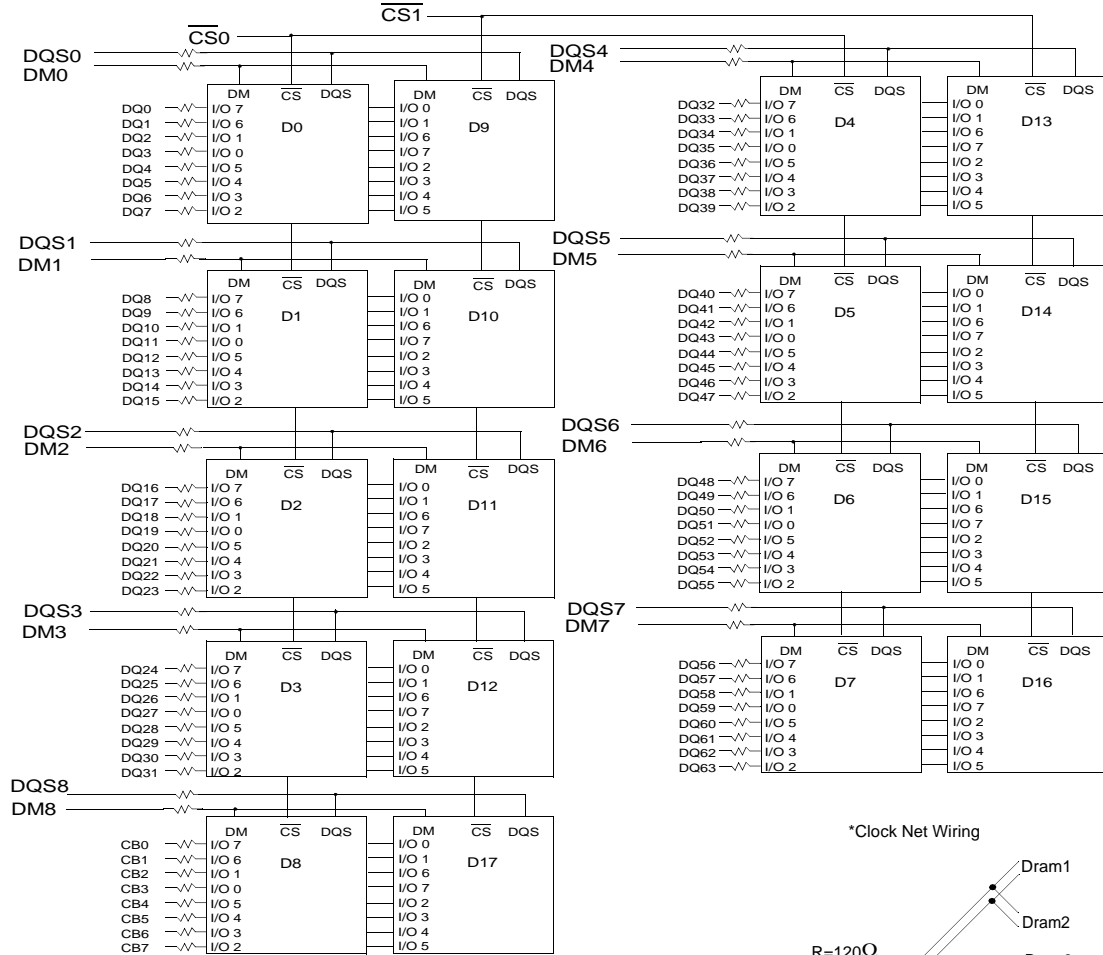 CS1
CS0
DQS0
DM0
DM CS DQS
DQ0 I/O 7
DQ1 I/O 6
DQ2 I/O 1
DQ3 I/O 0
DQ4 I/O 5
DQ5 I/O 4
DQ6 I/O 3
DQ7 I/O 2
D0
DM CS DQS
I/O 0
I/O 1
I/O 6
I/O 7
I/O 2
I/O 3
I/O 4
I/O 5
D9
DQS1
DM1
DM CS DQS
DQ8 I/O 7
DQ9 I/O 6
DQ10 I/O 1
DQ11 I/O 0
DQ12 I/O 5
DQ13 I/O 4
DQ14 I/O 3
DQ15 I/O 2
D1
DM CS DQS
I/O 0
I/O 1
I/O 6
I/O 7
I/O 2
I/O 3
I/O 4
I/O 5
D10
DQS2
DM2
DM CS DQS
DQ16 I/O 7
DQ17 I/O 6
DQ18 I/O 1
DQ19 I/O 0
DQ20 I/O 5
DQ21 I/O 4
DQ22 I/O 3
DQ23 I/O 2
D2
DM CS DQS
I/O 0
I/O 1
I/O 6
I/O 7
I/O 2
I/O 3
I/O 4
I/O 5
D11
DQS3
DM3
DM CS DQS
DQ24 I/O 7
DQ25 I/O 6
DQ26 I/O 1
DQ27 I/O 0
DQ28 I/O 5
DQ29 I/O 4
DQ30 I/O 3
DQ31 I/O 2
D3
DM CS DQS
I/O 0
I/O 1
I/O 6
I/O 7
I/O 2
I/O 3
I/O 4
I/O 5
D12
DQS8
DM8
DM CS DQS
CB0 I/O 7
CB1 I/O 6
CB2 I/O 1
CB3 I/O 0
CB4 I/O 5
CB5 I/O 4
CB6 I/O 3
CB7 I/O 2
D8
DM CS DQS
I/O 0
I/O 1
I/O 6
I/O 7
I/O 2
I/O 3
I/O 4
I/O 5
D17
DQS4
DM4
DM CS DQS
DQ32 I/O 7
DQ33 I/O 6
DQ34 I/O 1
DQ35 I/O 0
DQ36 I/O 5
DQ37 I/O 4
DQ38 I/O 3
DQ39 I/O 2
D4
DM CS DQS
I/O 0
I/O 1
I/O 6
I/O 7
I/O 2
I/O 3
I/O 4
I/O 5
D13
DQS5
DM5
DM CS DQS
DQ40 I/O 7
DQ41 I/O 6
DQ42 I/O 1
DQ43 I/O 0
DQ44 I/O 5
DQ45 I/O 4
DQ46 I/O 3
DQ47 I/O 2
D5
DM CS DQS
I/O 0
I/O 1
I/O 6
I/O 7
I/O 2
I/O 3
I/O 4
I/O 5
D14
DQS6
DM6
DM CS DQS
DQ48 I/O 7
DQ49 I/O 6
DQ50 I/O 1
DQ51 I/O 0
DQ52 I/O 5
DQ53 I/O 4
DQ54 I/O 3
DQ55 I/O 2
D6
DM CS DQS
I/O 0
I/O 1
I/O 6
I/O 7
I/O 2
I/O 3
I/O 4
I/O 5
D15
DQS7
DM7
DM CS DQS
DQ56 I/O 7
DQ57 I/O 6
DQ58 I/O 1
DQ59 I/O 0
DQ60 I/O 5
DQ61 I/O 4
DQ62 I/O 3
DQ63 I/O 2
D7
DM CS DQS
I/O 0
I/O 1
I/O 6
I/O 7
I/O 2
I/O 3
I/O 4
I/O 5
D16
*Clock Net Wiring
Dram1
Dram2
R=120Ω